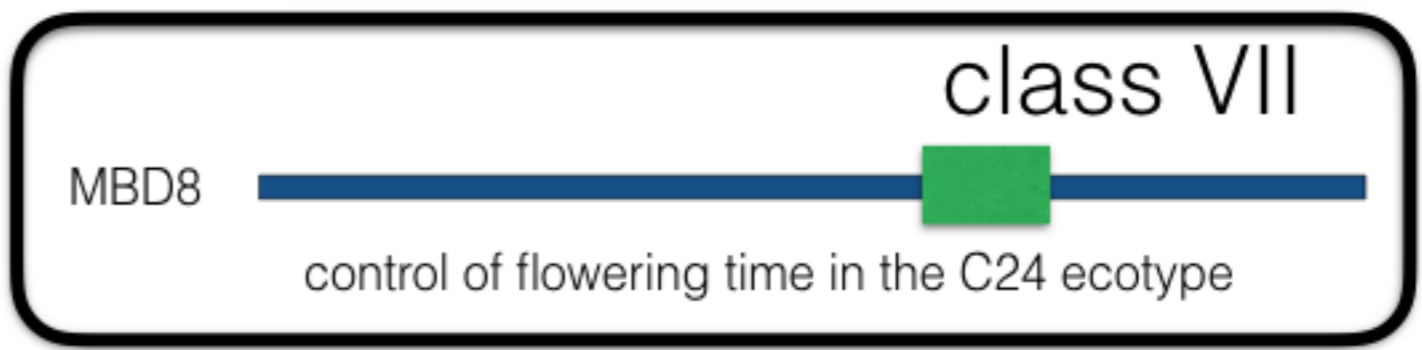 class VII
MBD8
control of flowering time in the C24 ecotype